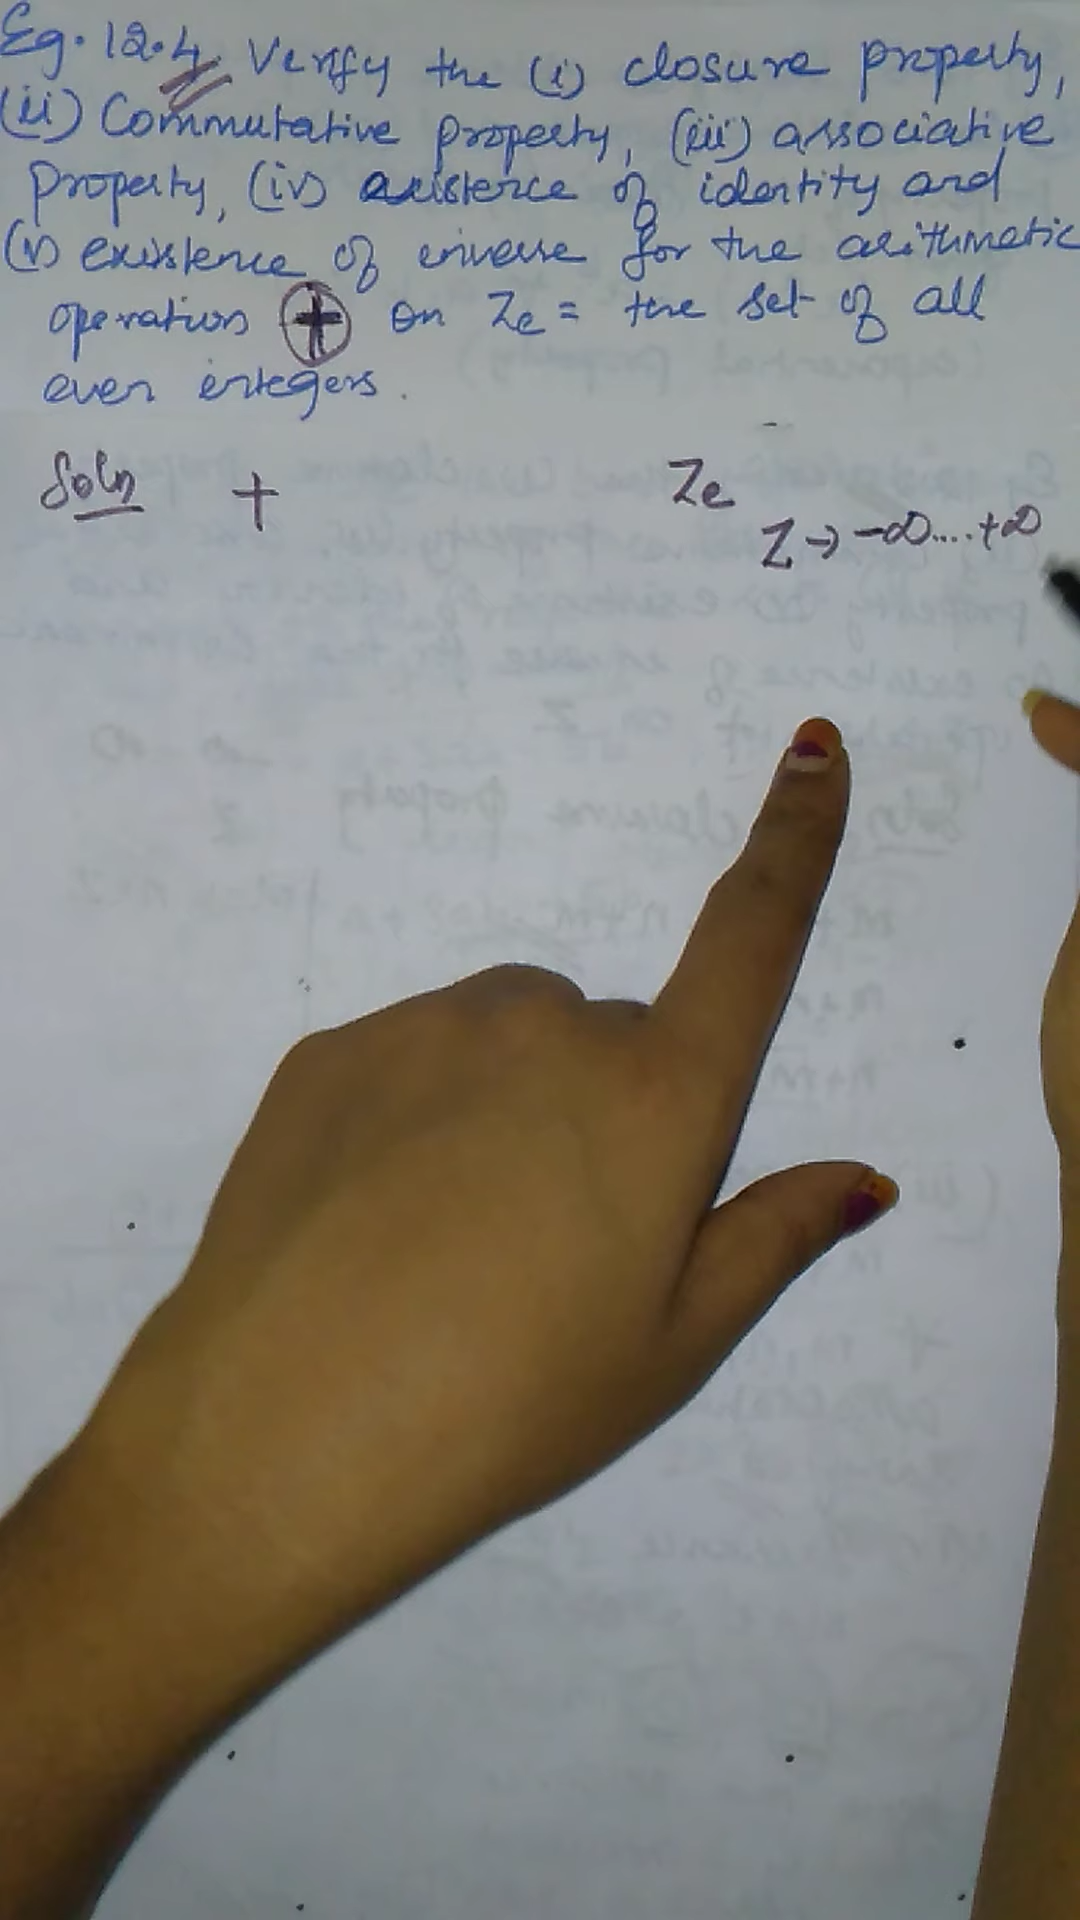 Eg. 12.4. Verify the (i) closure property,
(ii) Commutative property, (iii) associative
Property, (iv) existence of identity and
(v) existence of inverse for the arithmetic
operation + on Ze = the set of all
even integers.
Soln + Ze
Z → -∞....+∞